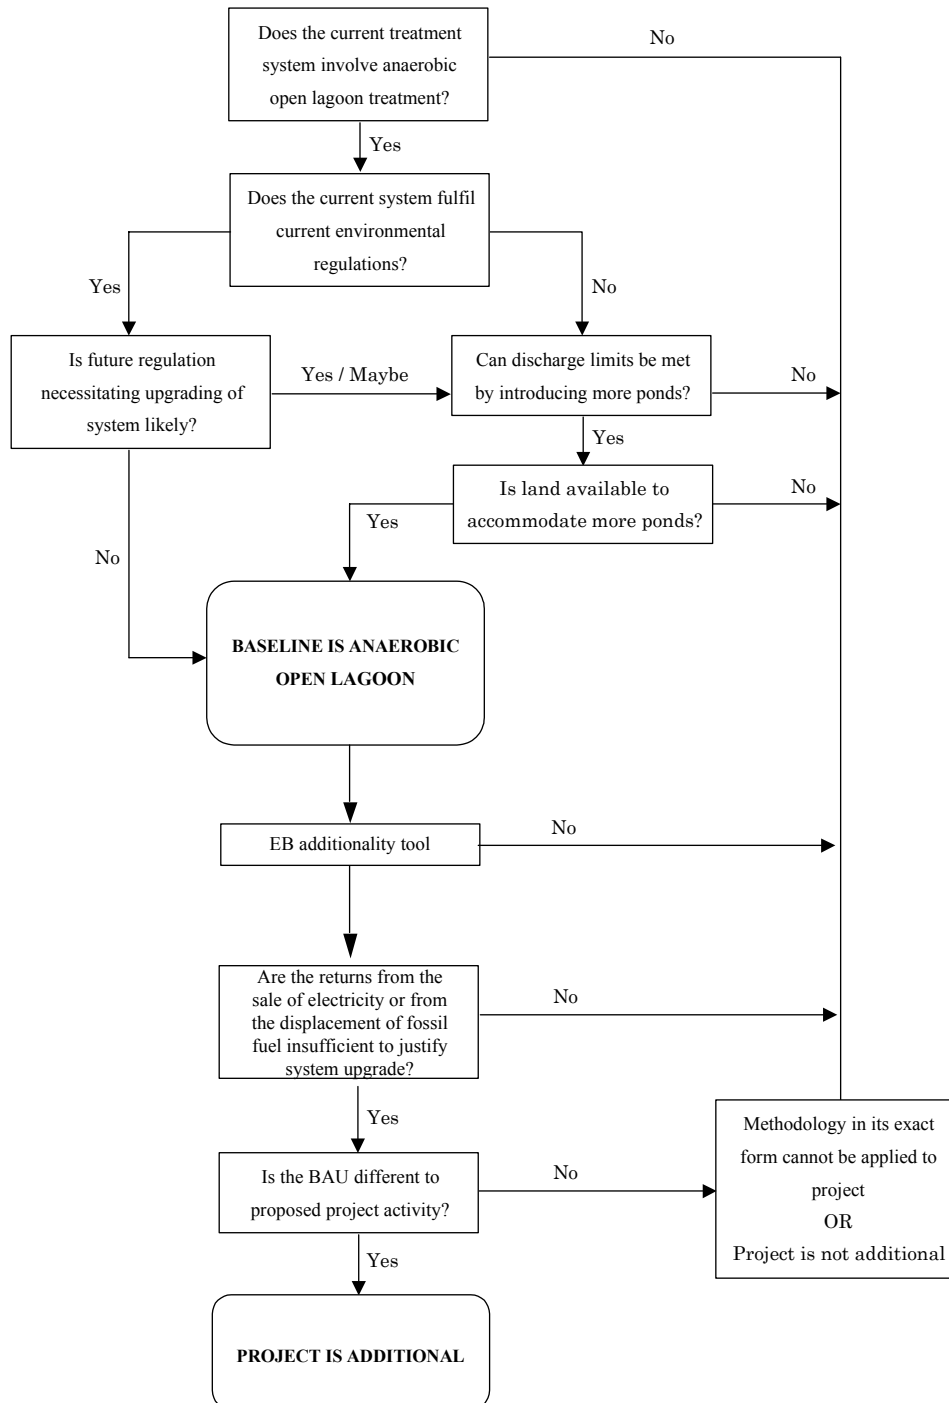 Does the current treatment
system involve anaerobic
open lagoon treatment?
No
Yes
Does the current system fulfil
current environmental
regulations?
Yes
No
Is future regulation
necessitating upgrading of
system likely?
Yes / Maybe
Can discharge limits be met
by introducing more ponds?
No
Yes
Is land available to
accommodate more ponds?
No
Yes
No
BASELINE IS ANAEROBIC
OPEN LAGOON
EB additionality tool
No
Are the returns from the
sale of electricity or from
the displacement of fossil
fuel insufficient to justify
system upgrade?
No
Yes
Is the BAU different to
proposed project activity?
No
Methodology in its exact
form cannot be applied to
project
OR
Project is not additional
Yes
PROJECT IS ADDITIONAL